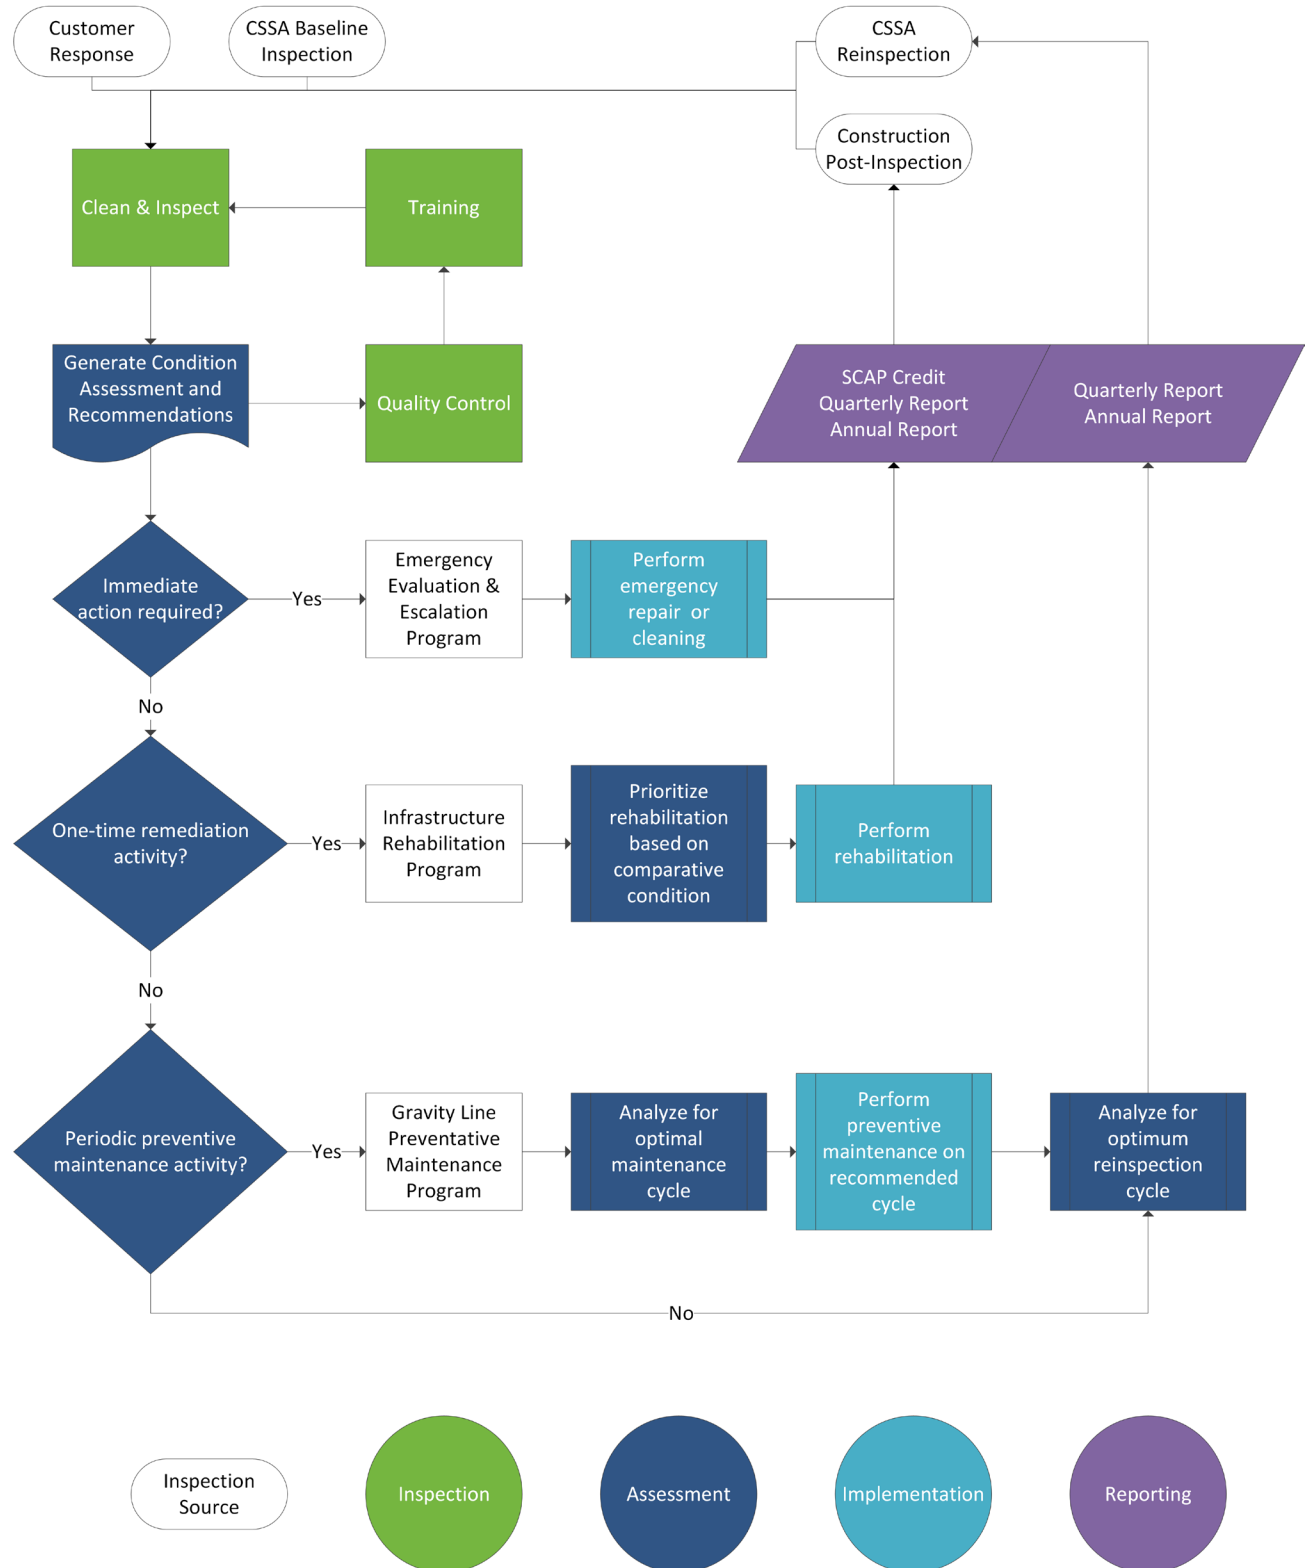 Customer
Response
CSSA Baseline
Inspection
CSSA
Reinspection
Construction
Post-Inspection
Clean & Inspect
Training
Generate Condition
Assessment and
Recommendations
Quality Control
SCAP Credit
Quarterly Report
Annual Report
Quarterly Report
Annual Report
Immediate
action required?
Yes
Emergency
Evaluation &
Escalation
Program
Perform
emergency
repair or
cleaning
No
One-time remediation
activity?
Yes
Infrastructure
Rehabilitation
Program
Prioritize
rehabilitation
based on
comparative
condition
Perform
rehabilitation
No
Periodic preventive
maintenance activity?
Yes
Gravity Line
Preventative
Maintenance
Program
Analyze for
optimal
maintenance
cycle
Perform
preventive
maintenance on
recommended
cycle
Analyze for
optimum
reinspection
cycle
No
Inspection
Source
Inspection
Assessment
Implementation
Reporting